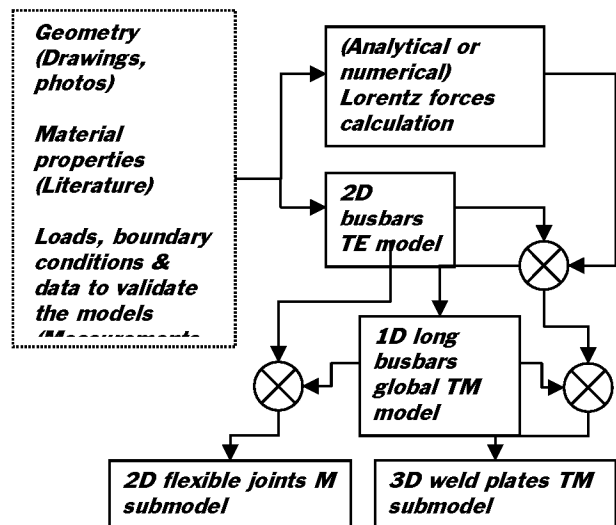 Geometry
(Drawings,
photos)
Material
properties
(Literature)
Loads, boundary
conditions &
data to validate
the models
(Analytical or
numerical)
Lorentz forces
calculation
2D
busbars
TE model
1D long
busbars
global TM
model
2D flexible joints M
submodel
3D weld plates TM
submodel